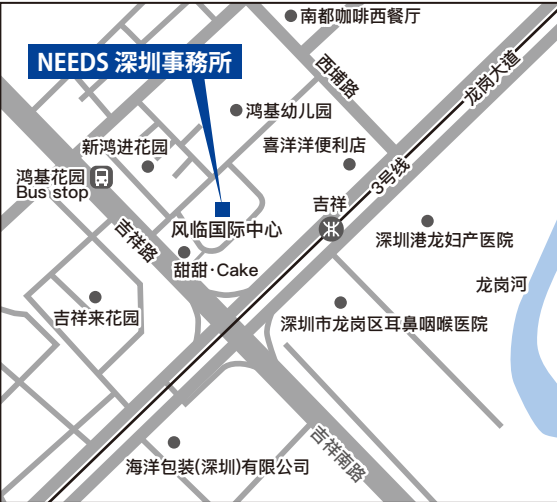 南都咖啡西餐厅
NEEDS 深圳事務所
西埔路
龙岗大道
鸿基幼儿园
喜洋洋便利店
新鸿进花园
鸿基花园
Bus stop
3号线
吉祥
吉祥路
风临国际中心
深圳港龙妇产医院
甜甜·Cake
龙岗河
吉祥来花园
深圳市龙岗区耳鼻咽喉医院
吉祥南路
海洋包装(深圳)有限公司